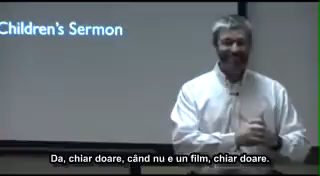 Children's Sermon
Da, chiar doare, când nu e un film, chiar doare.